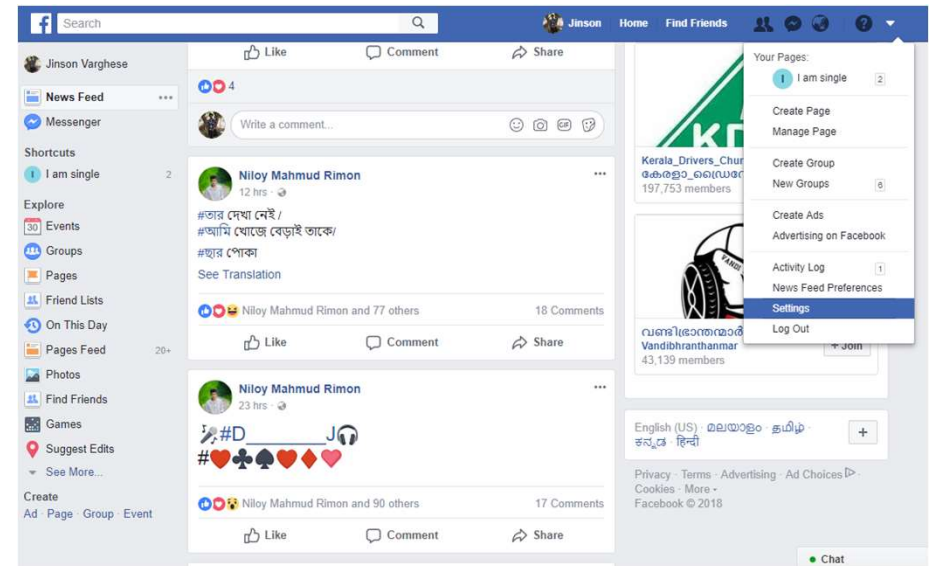 f Search
Jinson Home Find Friends
Jinson Varghese
News Feed
Messenger
Shortcuts
I am single 2
Explore
30 Events
Groups
Pages
Friend Lists
On This Day
Pages Feed 20+
Photos
Find Friends
Games
Suggest Edits
See More...
Create
Ad · Page · Group · Event
Like Comment Share
4
Write a comment...
GIF
Niloy Mahmud Rimon
12 hrs ·
#তার দেখা নেই /
#আমি খোজে বেড়াই তাকে/
#ছার পোকা
See Translation
Niloy Mahmud Rimon and 77 others 18 Comments
Like Comment Share
Niloy Mahmud Rimon
23 hrs ·
🎤#D________J🎧
#♥♣♠♥♦♥
Niloy Mahmud Rimon and 90 others 17 Comments
Like Comment Share
Kerala_Drivers_Chur
197,753 members
VANDI
Vandibhranthanmar
+ Join
43,139 members
English (US) · മലയാളം · தமிழ் ·
ಕನ್ನಡ · हिन्दी
+
Privacy · Terms · Advertising · Ad Choices ·
Cookies · More
Facebook © 2018
Your Pages:
I I am single 2
Create Page
Manage Page
Create Group
New Groups 6
Create Ads
Advertising on Facebook
Activity Log 1
News Feed Preferences
Settings
Log Out
Chat